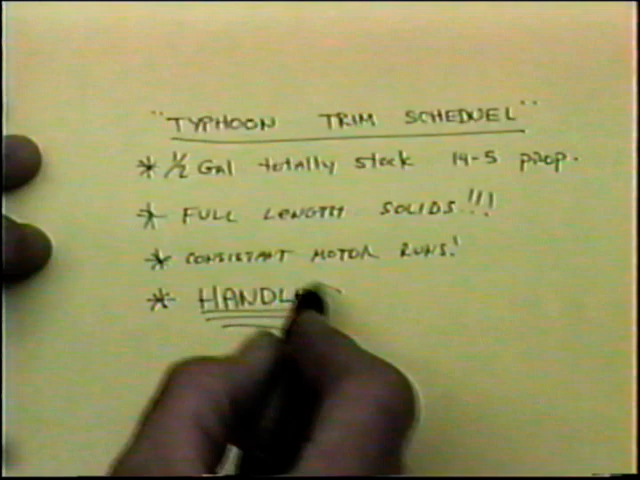 "TYPHOON TRIM SCHEDUEL"
* 1/2 Gal totally stock 14-5 prop.
* FULL LENGTH SOLIDS!!!
* CONSISTANT MOTOR RUNS!
* HANDL